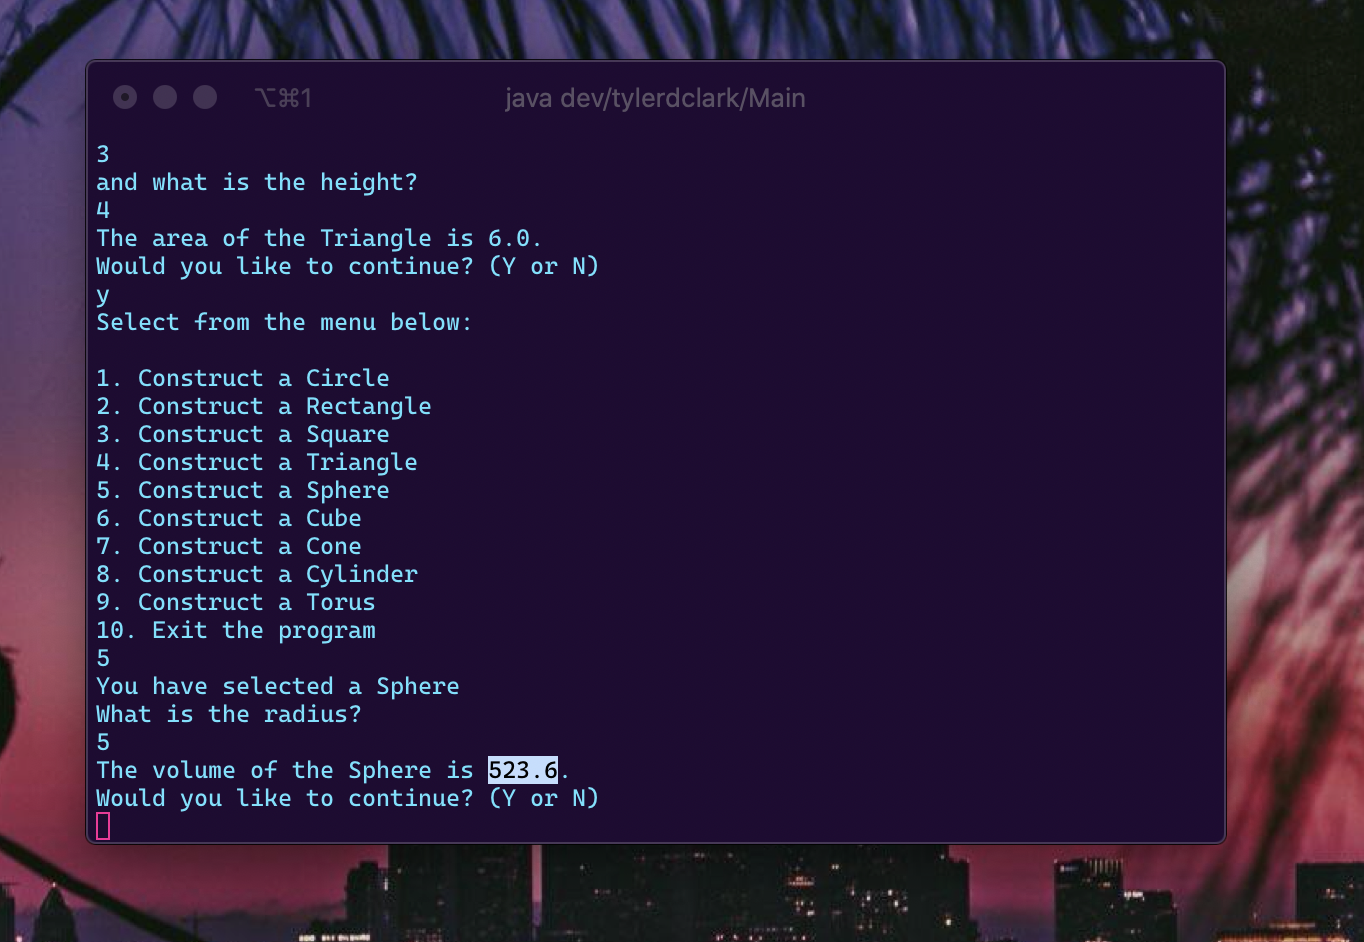 ⌥⌘1 java dev/tylerdclark/Main
3
and what is the height?
4
The area of the Triangle is 6.0.
Would you like to continue? (Y or N)
y
Select from the menu below:
1. Construct a Circle
2. Construct a Rectangle
3. Construct a Square
4. Construct a Triangle
5. Construct a Sphere
6. Construct a Cube
7. Construct a Cone
8. Construct a Cylinder
9. Construct a Torus
10. Exit the program
5
You have selected a Sphere
What is the radius?
5
The volume of the Sphere is 523.6.
Would you like to continue? (Y or N)